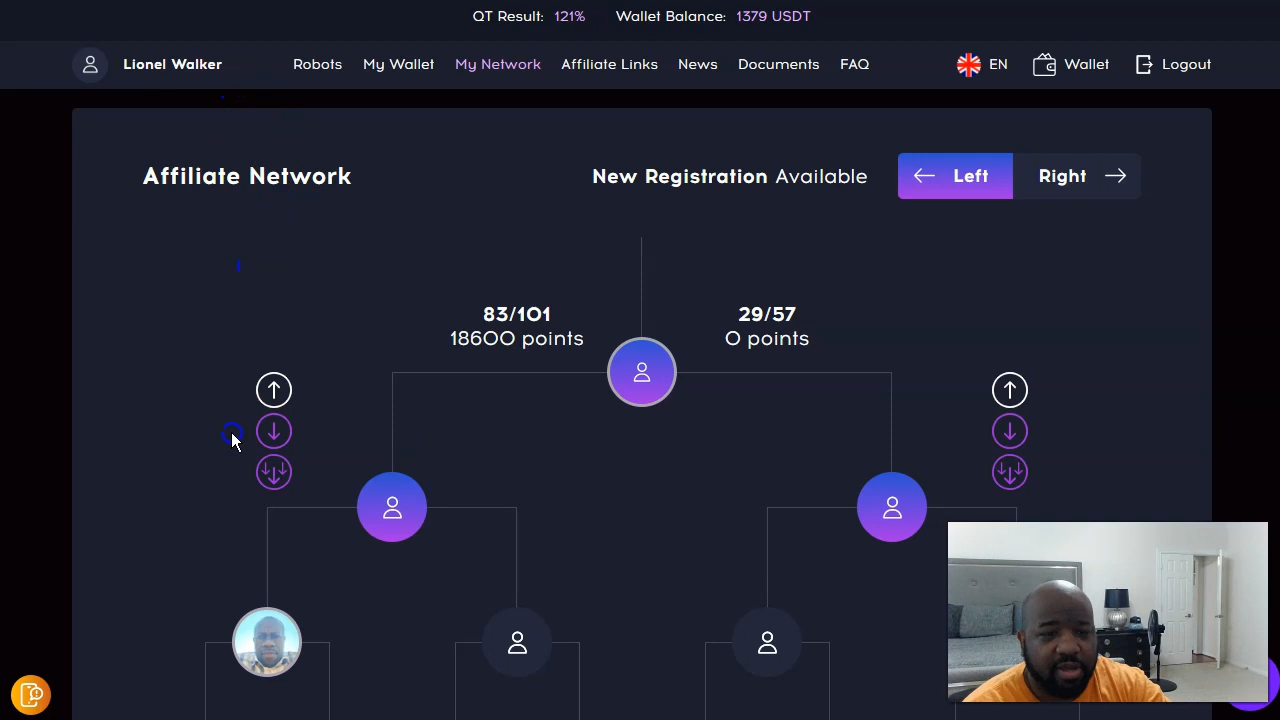 QT Result: 121% Wallet Balance: 1379 USDT
Lionel Walker Robots My Wallet My Network Affiliate Links News Documents FAQ EN Wallet Logout
Affiliate Network New Registration Available Left Right
83/101 29/57
18600 points 0 points